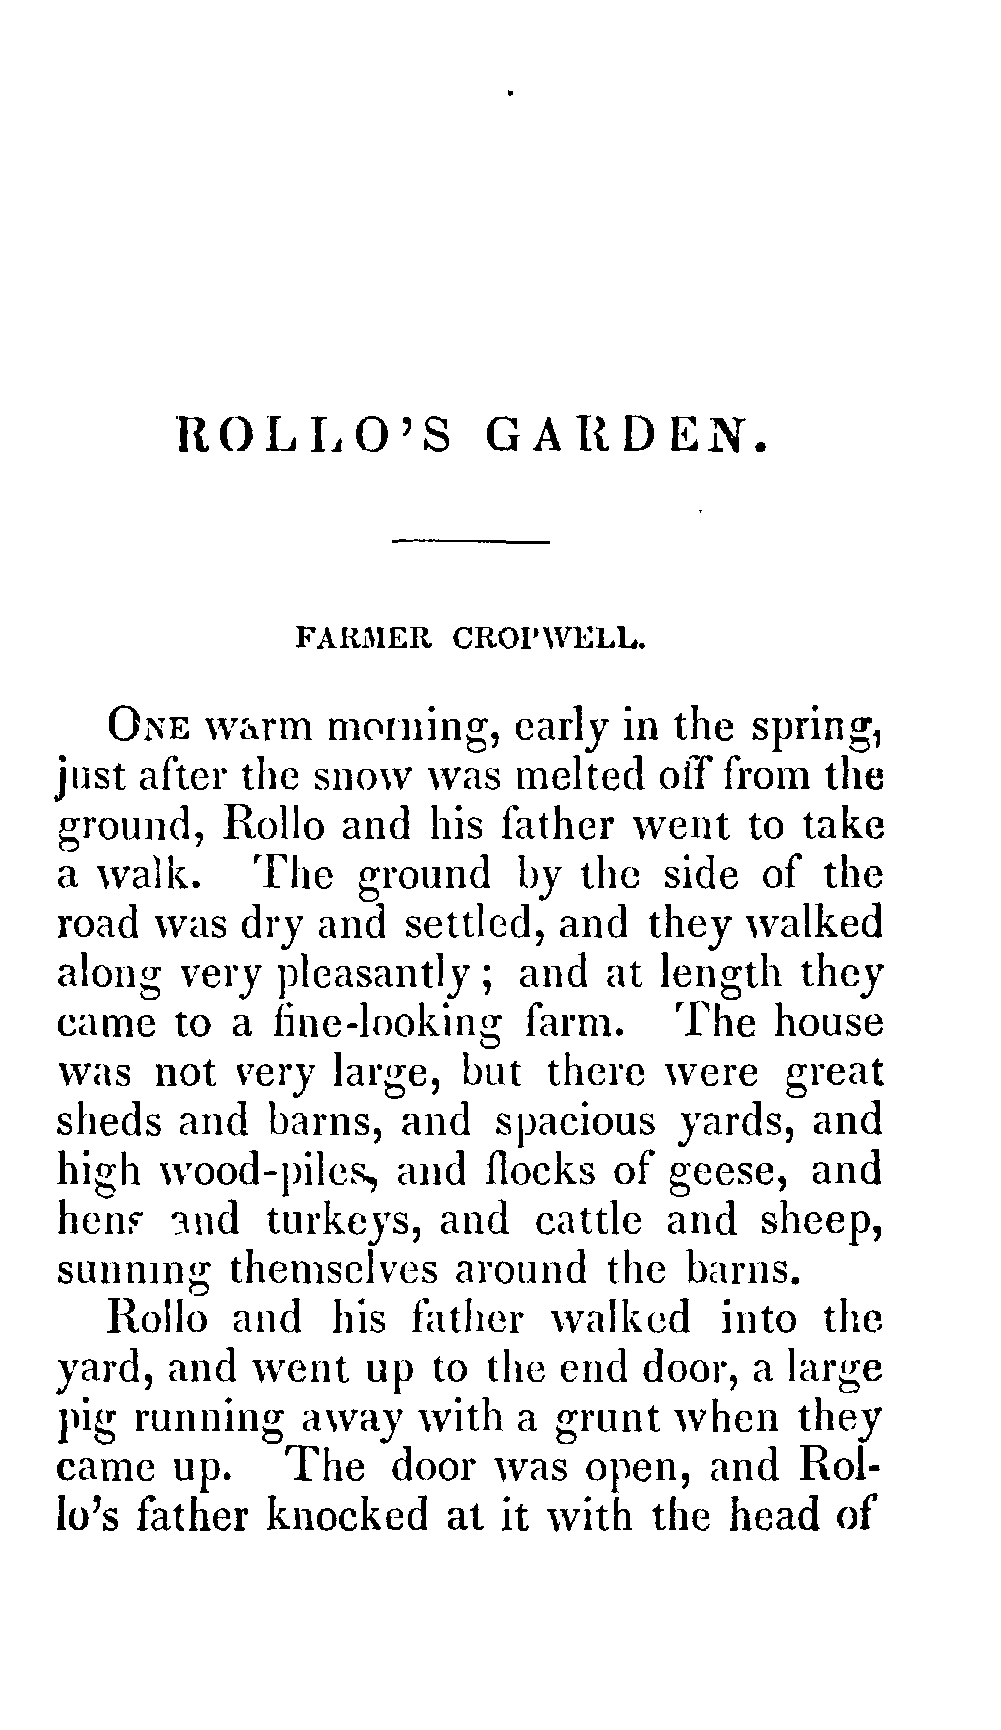 ROLLO'S GARDEN.
FARMER CROPWELL.
ONE warm morning, early in the spring,
just after the snow was melted off from the
ground, Rollo and his father went to take
a walk. The ground by the side of the
road was dry and settled, and they walked
along very pleasantly; and at length they
came to a fine-looking farm. The house
was not very large, but there were great
sheds and barns, and spacious yards, and
high wood-piles, and flocks of geese, and
hens and turkeys, and cattle and sheep,
sunning themselves around the barns.
Rollo and his father walked into the
yard, and went up to the end door, a large
pig running away with a grunt when they
came up. The door was open, and Rol-
lo's father knocked at it with the head of